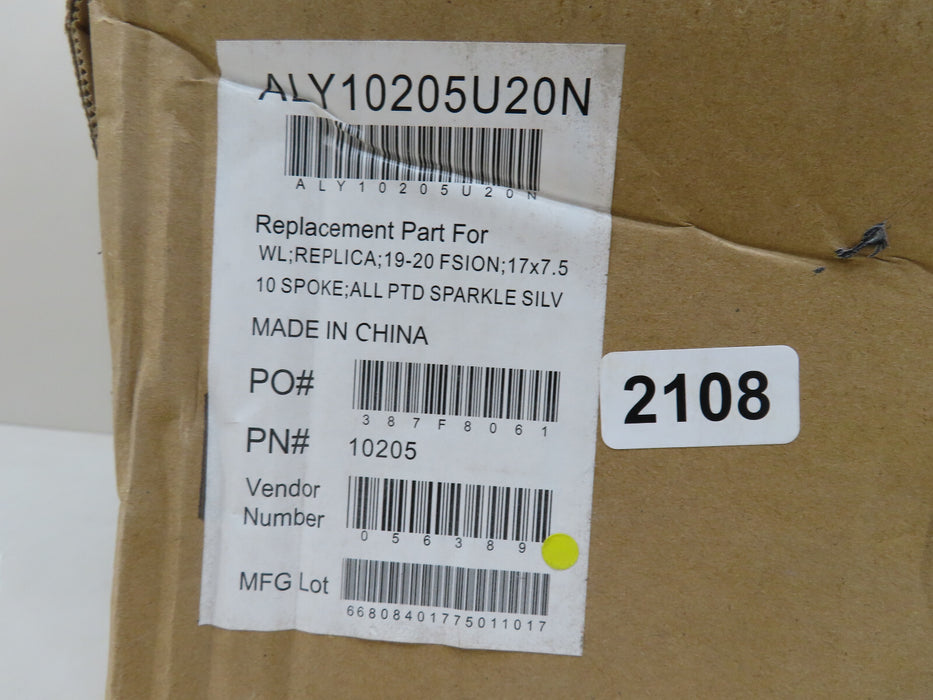 ALY10205U20N
ALY10205U20N
Replacement Part For
WL;REPLICA;19-20 FSION;17x7.5
10 SPOKE;ALL PTD SPARKLE SILV
MADE IN CHINA
PO#
387F8061
PN# 10205
Vendor
Number
056389
MFG Lot
66808401775011017
2108